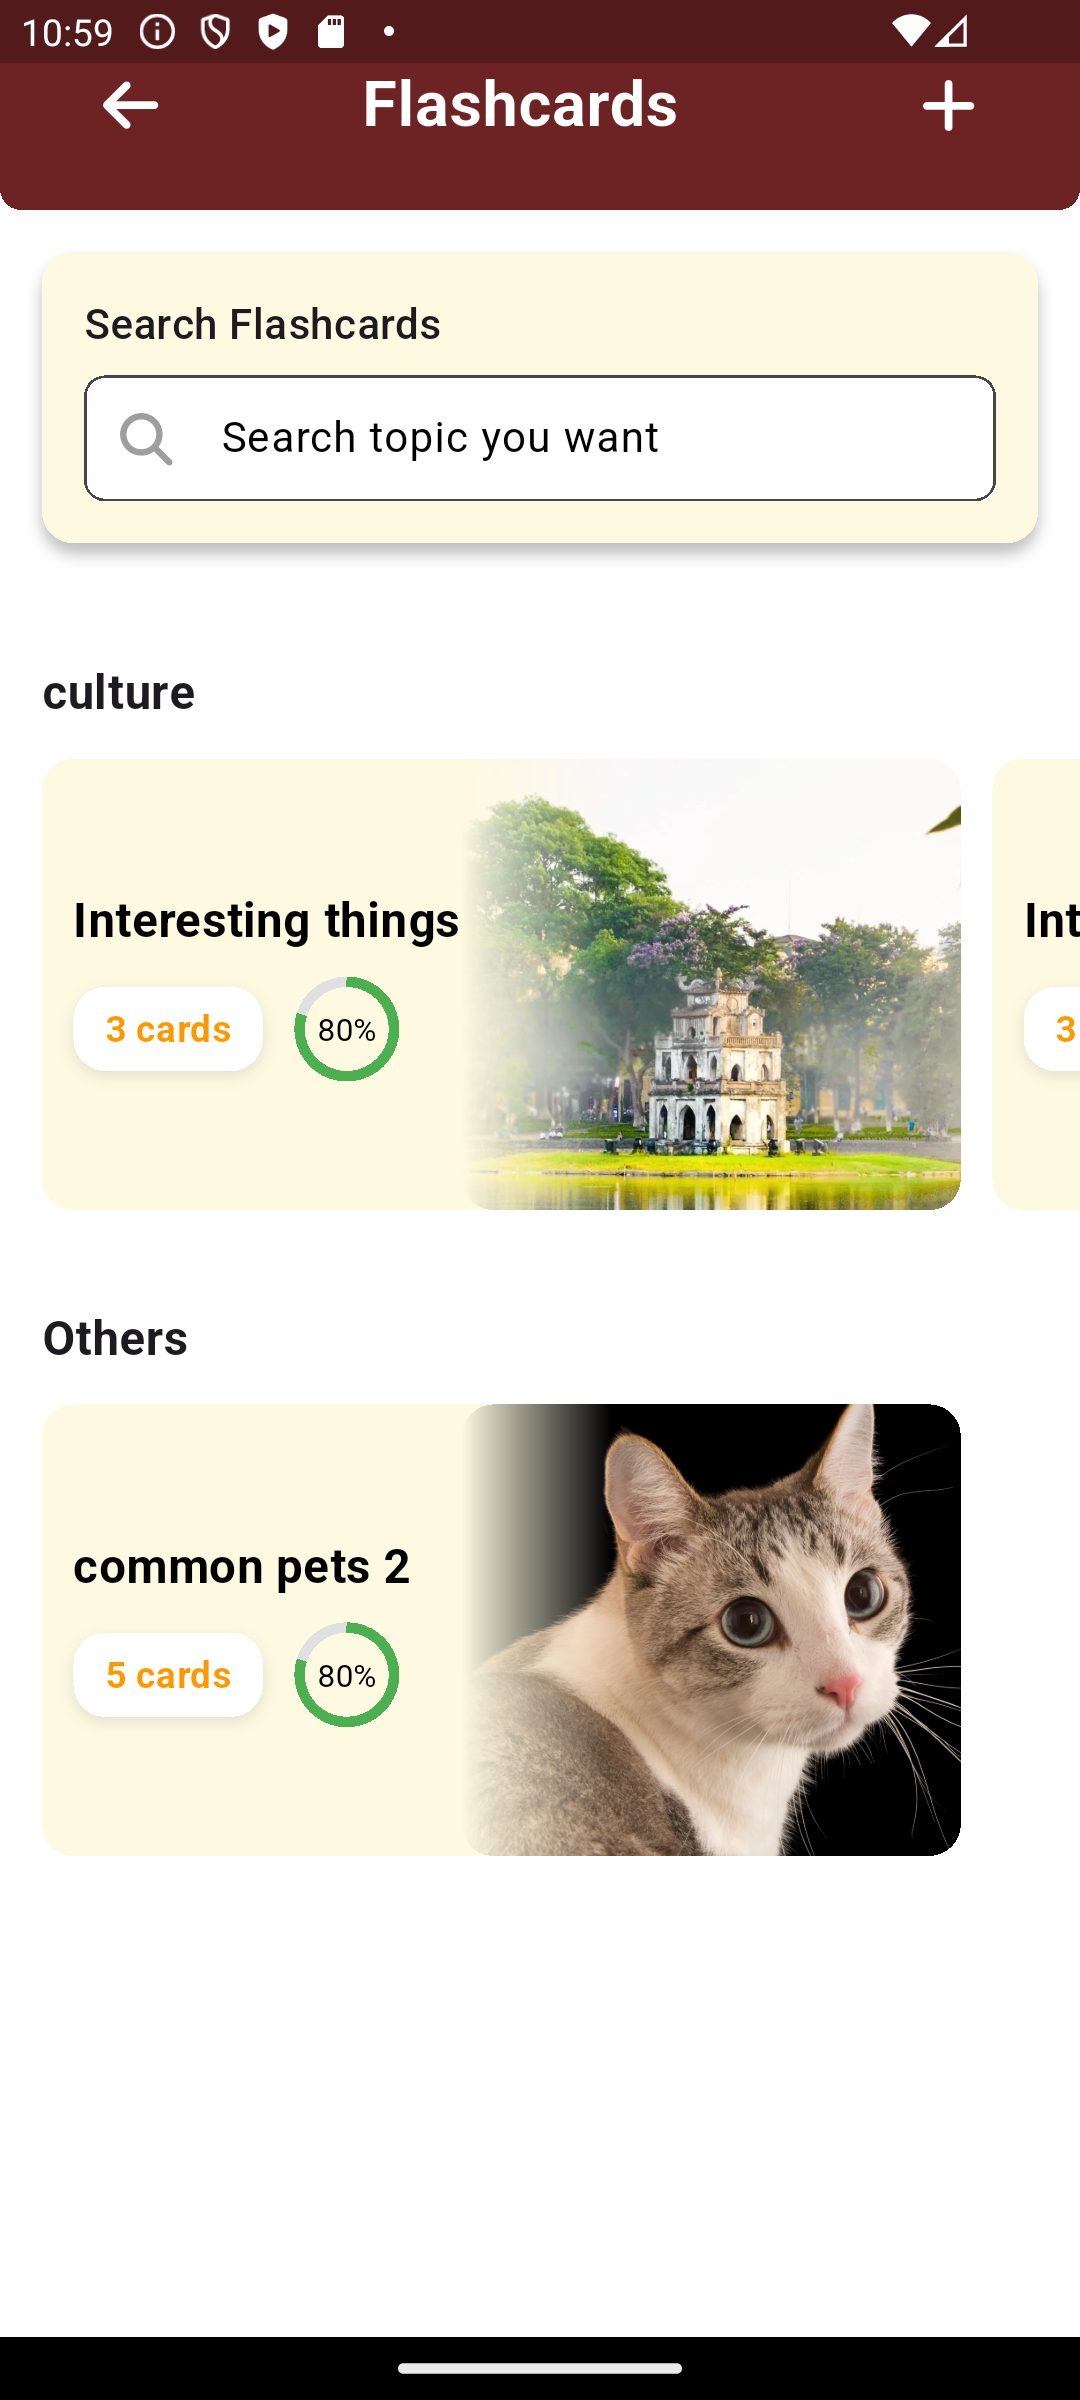 10:59
Flashcards
Search Flashcards
Search topic you want
culture
Interesting things
Int
3 cards
80%
3
Others
common pets 2
5 cards
80%